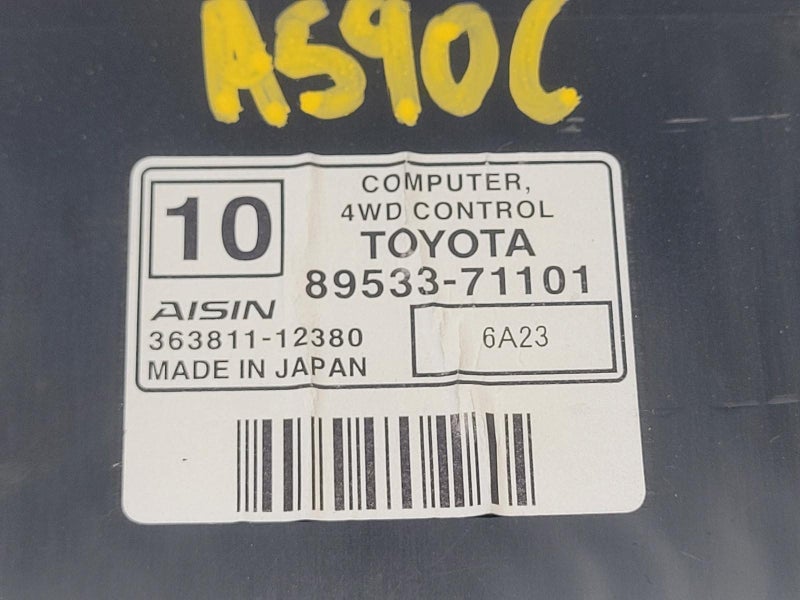 A590C
10
COMPUTER,
4WD CONTROL
TOYOTA
89533-71101
AISIN
363811-12380
6A23
MADE IN JAPAN